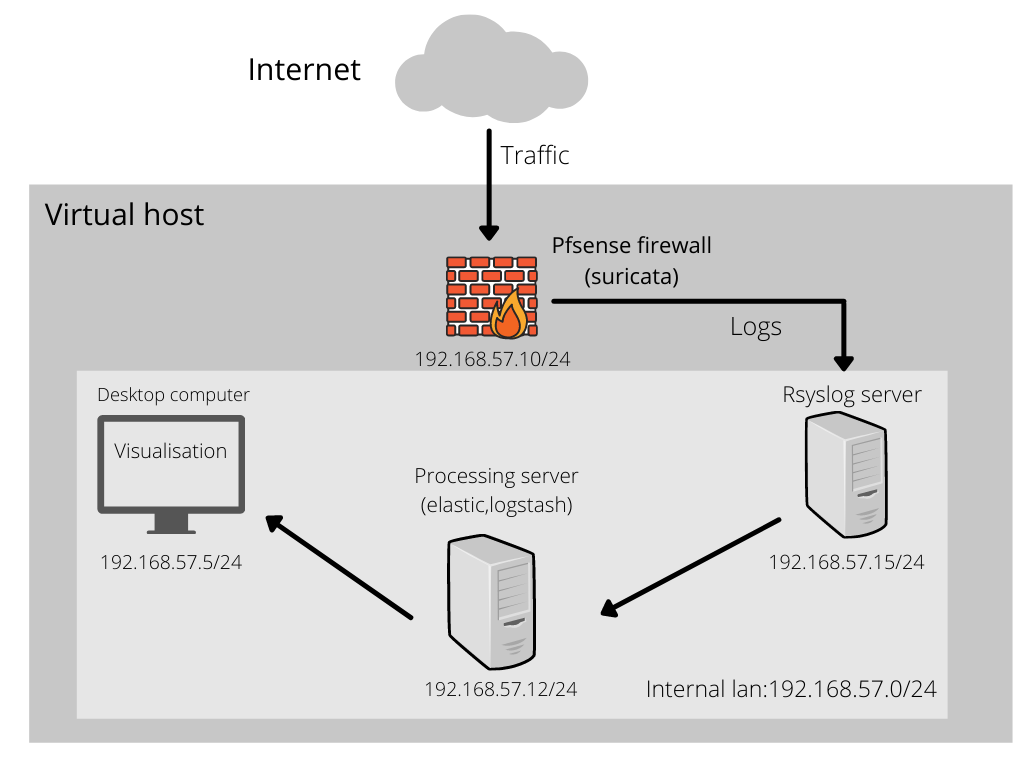 Internet
Traffic
Virtual host
Pfsense firewall
(suricata)
Logs
192.168.57.10/24
Desktop computer
Visualisation
192.168.57.5/24
Rsyslog server
192.168.57.15/24
Processing server
(elastic,logstash)
192.168.57.12/24
Internal lan:192.168.57.0/24